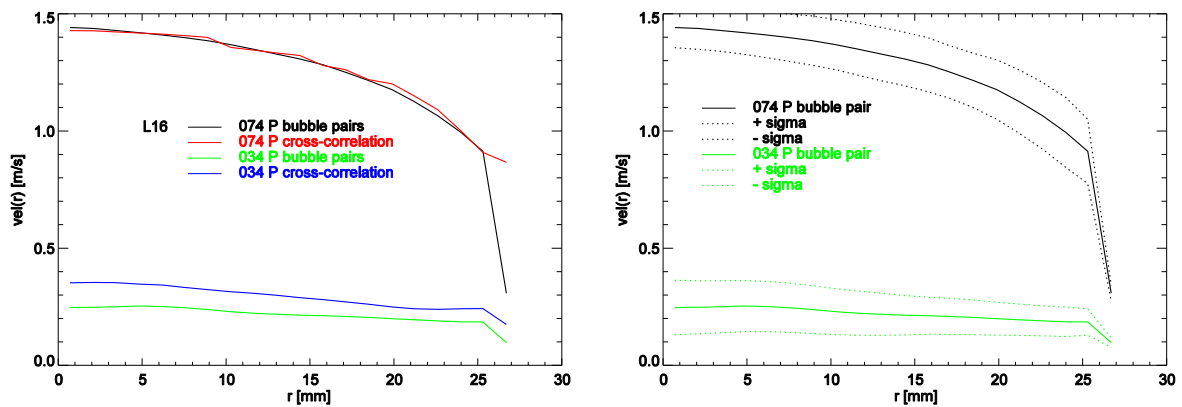 1.5
1.0
0.5
0.0
vel(r) [m/s]
L16
074 P bubble pairs
074 P cross-correlation
034 P bubble pairs
034 P cross-correlation
0 5 10 15 20 25 30
r [mm]
1.5
1.0
0.5
0.0
vel(r) [m/s]
074 P bubble pair
+ sigma
- sigma
034 P bubble pair
+ sigma
- sigma
0 5 10 15 20 25 30
r [mm]